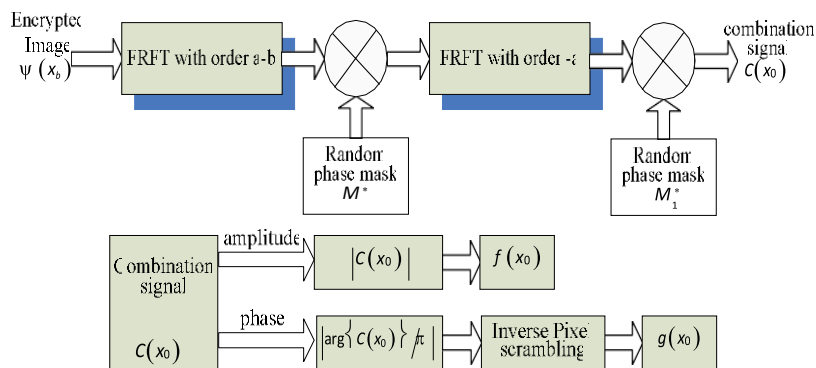 Encrypted
Image
ψ(x_b)
FRFT with order a-b
FRFT with order -a
combination
signal
C(x_0)
Random
phase mask
M*
Random
phase mask
M_1^*
Combination
signal
C(x_0)
amplitude
|C(x_0)|
f(x_0)
phase
|arg{C(x_0)}/π|
Inverse Pixel
scrambling
g(x_0)